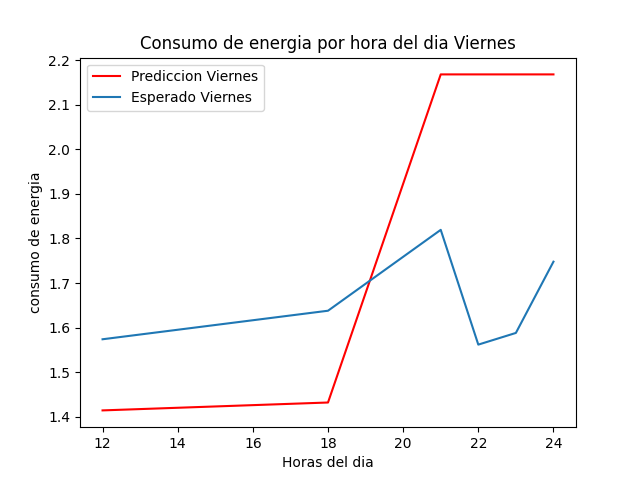 Consumo de energia por hora del dia Viernes
Prediccion Viernes
Esperado Viernes
consumo de energia
2.2
2.1
2.0
1.9
1.8
1.7
1.6
1.5
1.4
12 14 16 18 20 22 24
Horas del dia